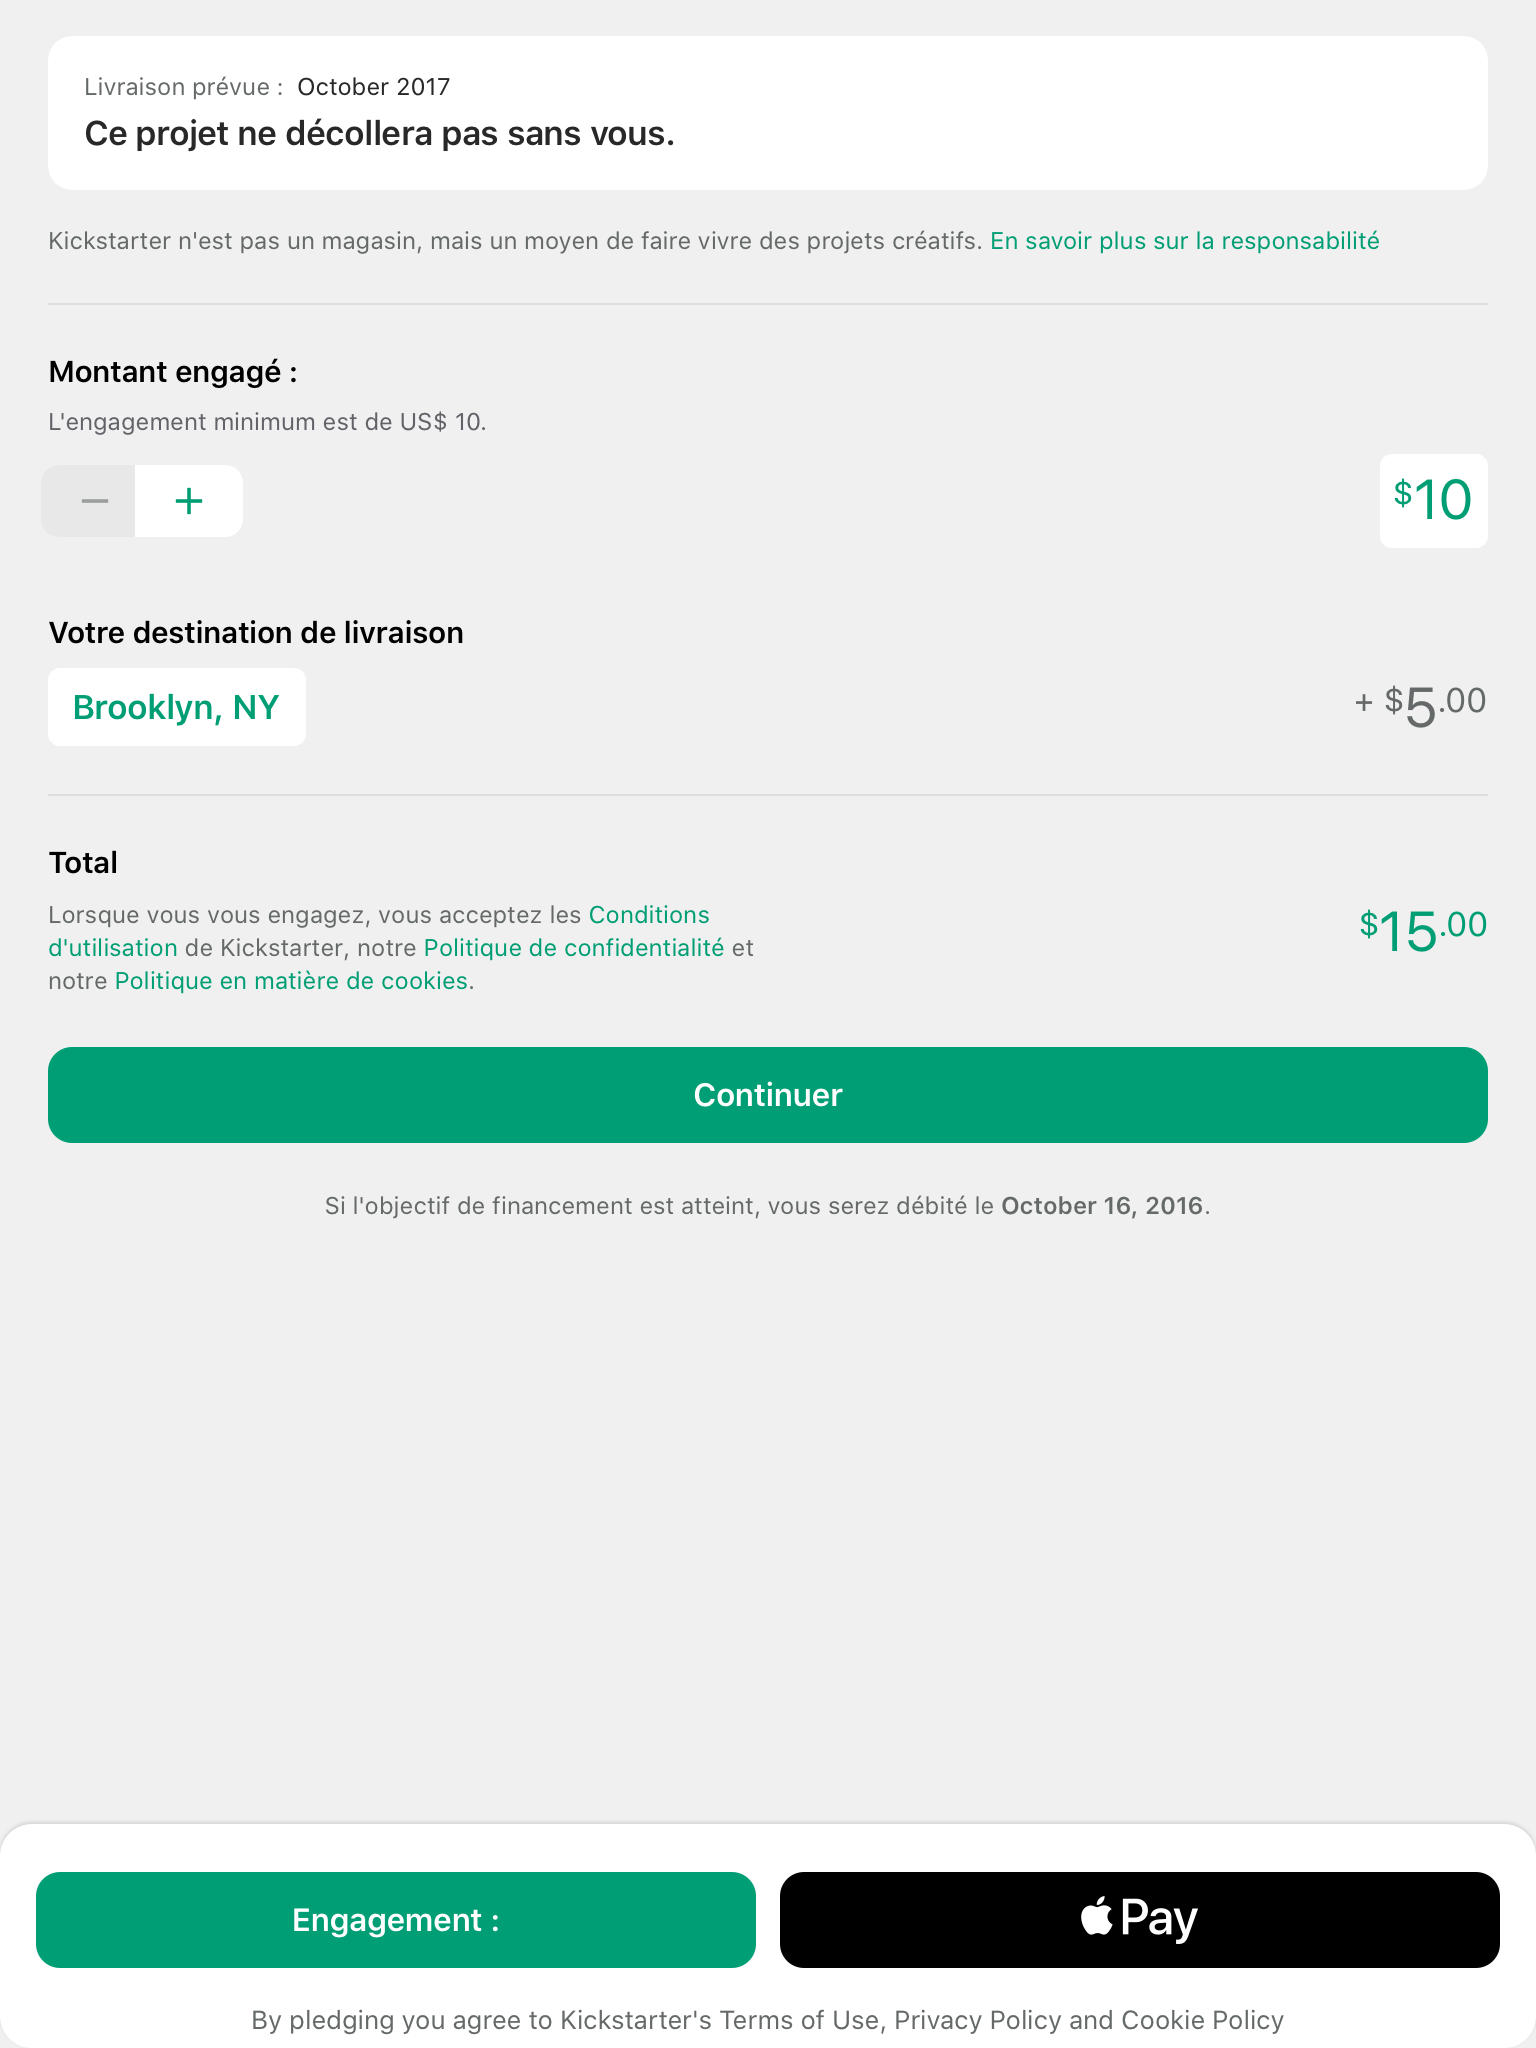 Livraison prévue : October 2017
Ce projet ne décollera pas sans vous.
Kickstarter n'est pas un magasin, mais un moyen de faire vivre des projets créatifs. En savoir plus sur la responsabilité
Montant engagé :
L'engagement minimum est de US$ 10.
$10
Votre destination de livraison
Brooklyn, NY
+ $5.00
Total
Lorsque vous vous engagez, vous acceptez les Conditions
d'utilisation de Kickstarter, notre Politique de confidentialité et
notre Politique en matière de cookies.
$15.00
Continuer
Si l'objectif de financement est atteint, vous serez débité le October 16, 2016.
Engagement :
Pay
By pledging you agree to Kickstarter's Terms of Use, Privacy Policy and Cookie Policy